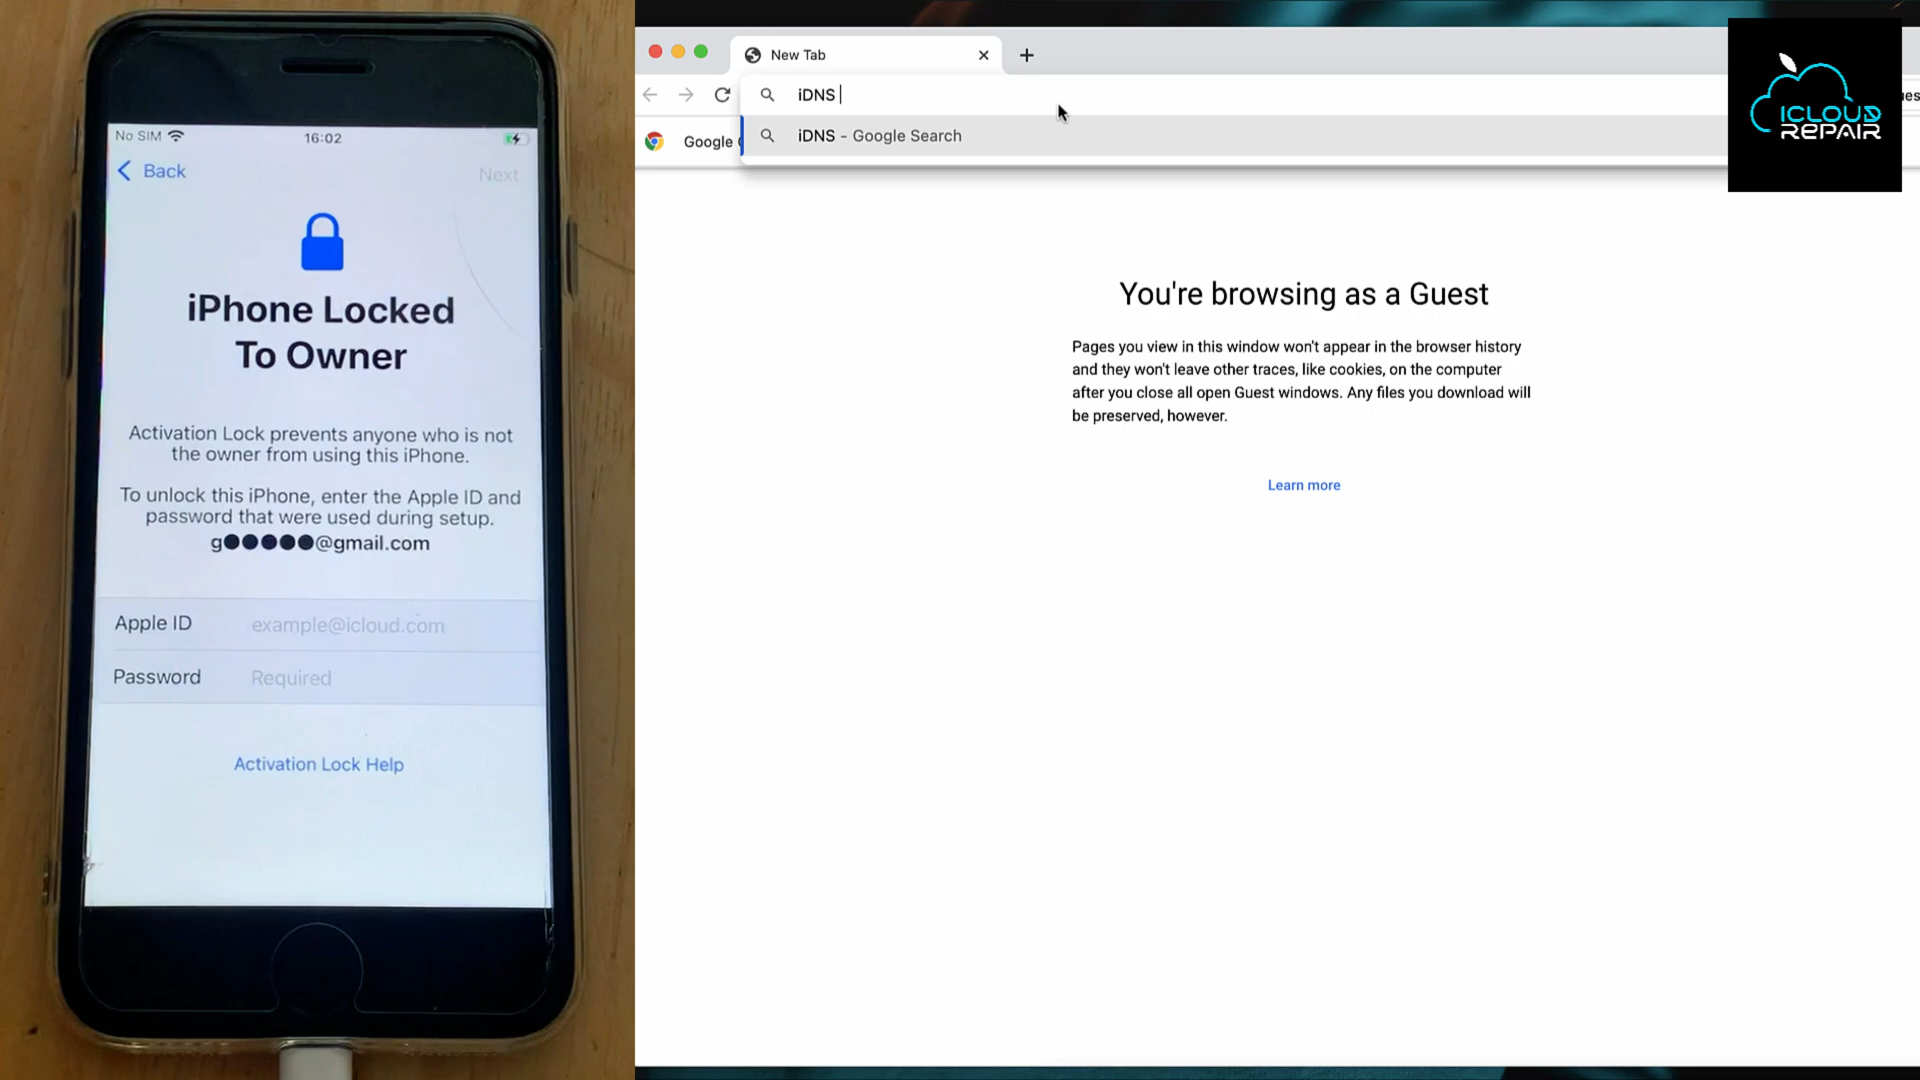 No SIM
16:02
Back
Next
iPhone Locked
To Owner
Activation Lock prevents anyone who is not
the owner from using this iPhone.
To unlock this iPhone, enter the Apple ID and
password that were used during setup.
g●●●●●@gmail.com
Apple ID example@icloud.com
Password Required
Activation Lock Help
New Tab
iDNS
Google
iDNS - Google Search
You're browsing as a Guest
Pages you view in this window won't appear in the browser history
and they won't leave other traces, like cookies, on the computer
after you close all open Guest windows. Any files you download will
be preserved, however.
Learn more
ICLOUD
REPAIR